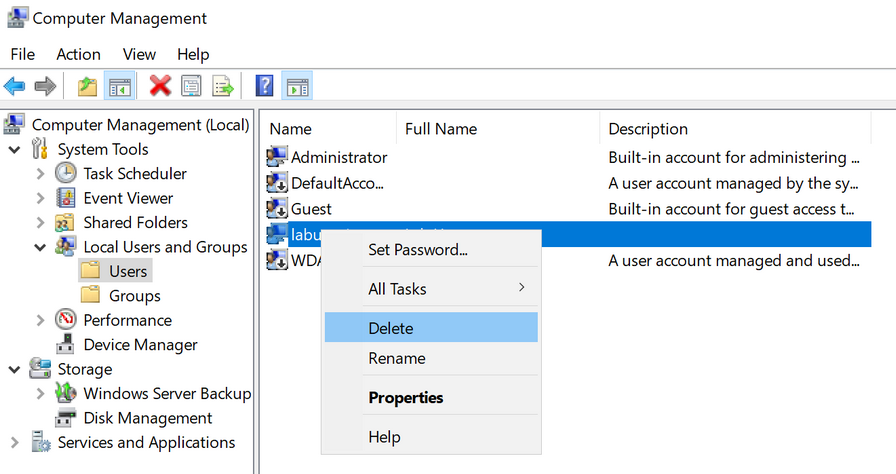 Computer Management
File Action View Help
Computer Management (Local)
System Tools
Task Scheduler
Event Viewer
Shared Folders
Local Users and Groups
Users
Groups
Performance
Device Manager
Storage
Windows Server Backup
Disk Management
Services and Applications
Name Full Name Description
Administrator Built-in account for administering ...
DefaultAcco... A user account managed by the sy...
Guest Built-in account for guest access t...
WDA A user account managed and used...
Set Password...
All Tasks
Delete
Rename
Properties
Help